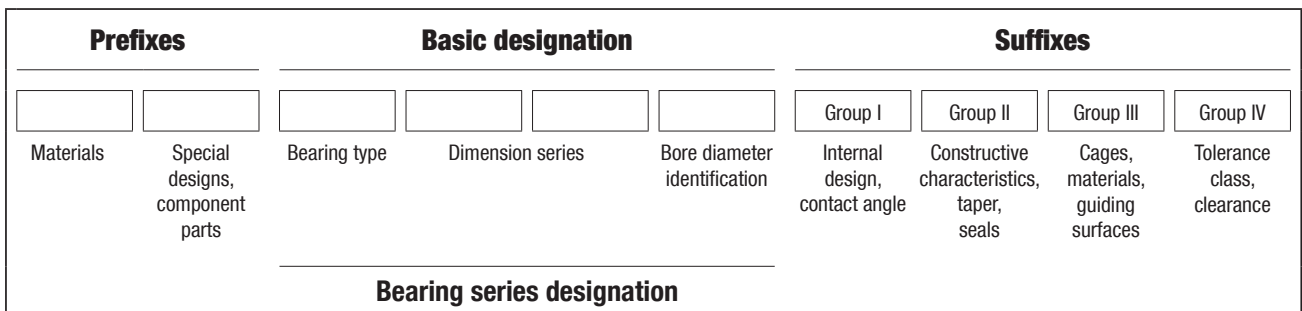 Prefixes Basic designation Suffixes
Group I Group II Group III Group IV
Materials Special designs, component parts Bearing type Dimension series Bore diameter identification Internal design, contact angle Constructive characteristics, taper, seals Cages, materials, guiding surfaces Tolerance class, clearance
Bearing series designation